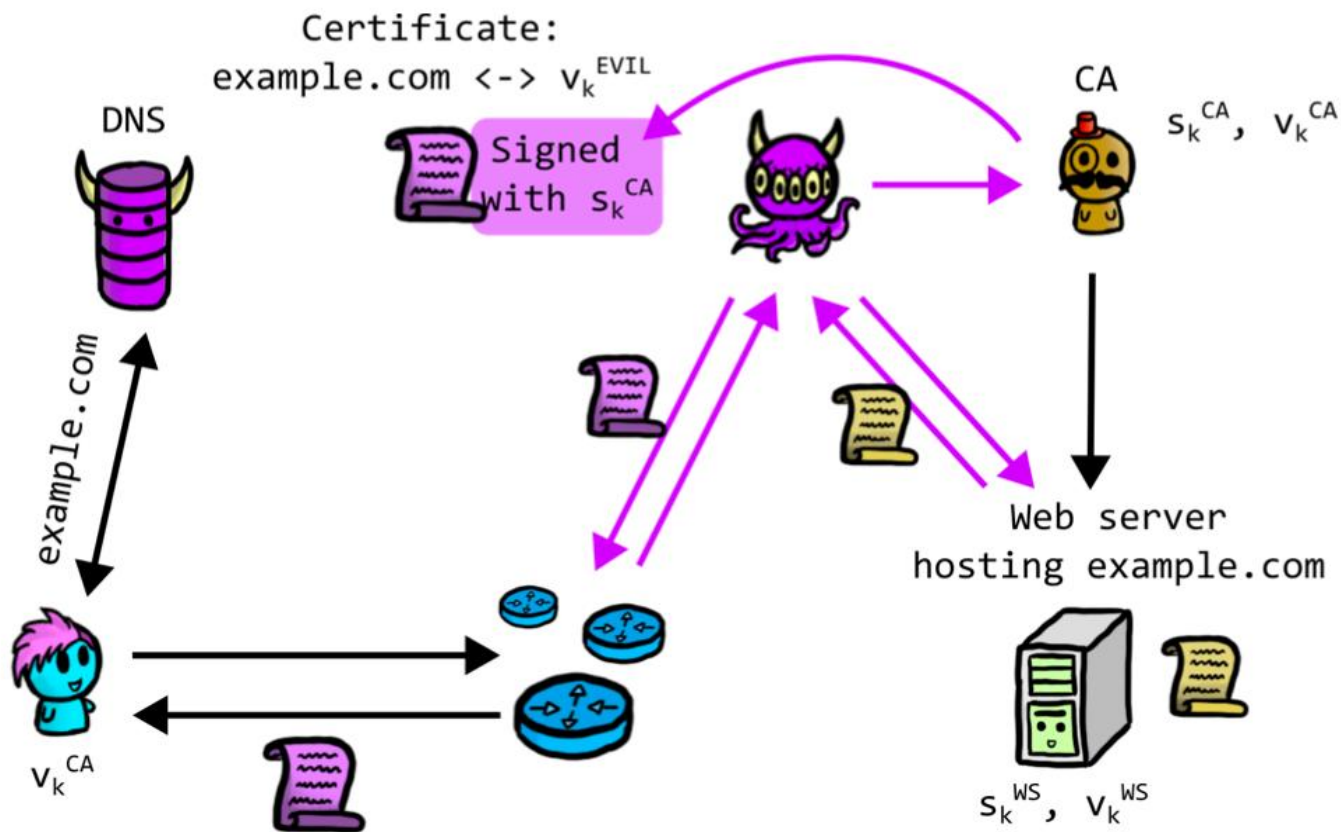 Certificate:
example.com <-> vₖᴱⱽᴵᴸ
DNS
Signed
with sₖᶜᴬ
CA
sₖᶜᴬ, vₖᶜᴬ
example.com
Web server
hosting example.com
vₖᶜᴬ
sₖᵂˢ, vₖᵂˢ